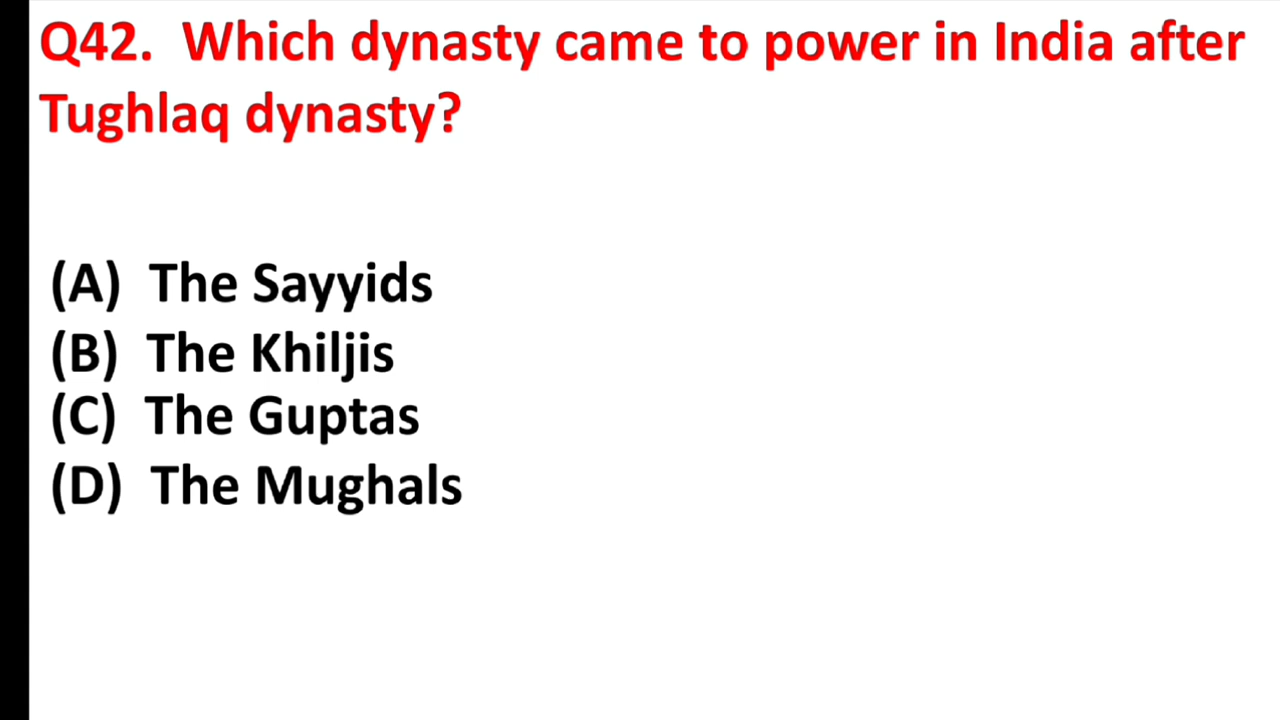 Q42. Which dynasty came to power in India after
Tughlaq dynasty?
(A) The Sayyids
(B) The Khiljis
(C) The Guptas
(D) The Mughals